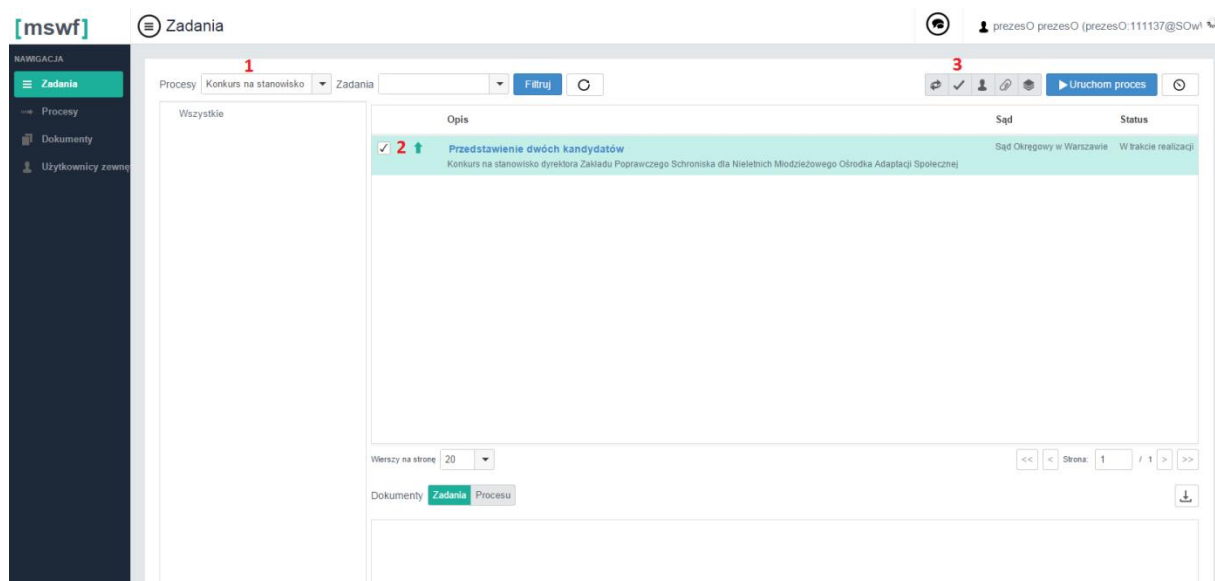 [mswf]
Zadania
prezesO prezesO (prezesO:111137@SOw
NAWIGACJA
Zadania
Procesy
Dokumenty
Użytkownicy zewnę
1
3
Procesy Konkurs na stanowisko Zadania Filtruj Uruchom proces
Wszystkie
Opis Sąd Status
2 Przedstawienie dwóch kandydatów Sąd Okręgowy w Warszawie W trakcie realizacji
Konkurs na stanowisko dyrektora Zakładu Poprawczego Schroniska dla Nieletnich Młodzieżowego Ośrodka Adaptacji Społecznej
Wierszy na stronę 20 << < Strona: 1 / 1 > >>
Dokumenty Zadania Procesu